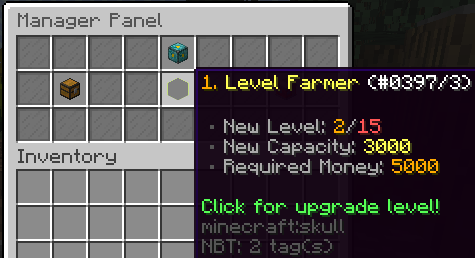 Manager Panel
1. Level Farmer (#0397/3)
· New Level: 2/15
· New Capacity: 3000
· Required Money: 5000
Click for upgrade level!
minecraft:skull
NBT: 2 tag(s)
Inventory